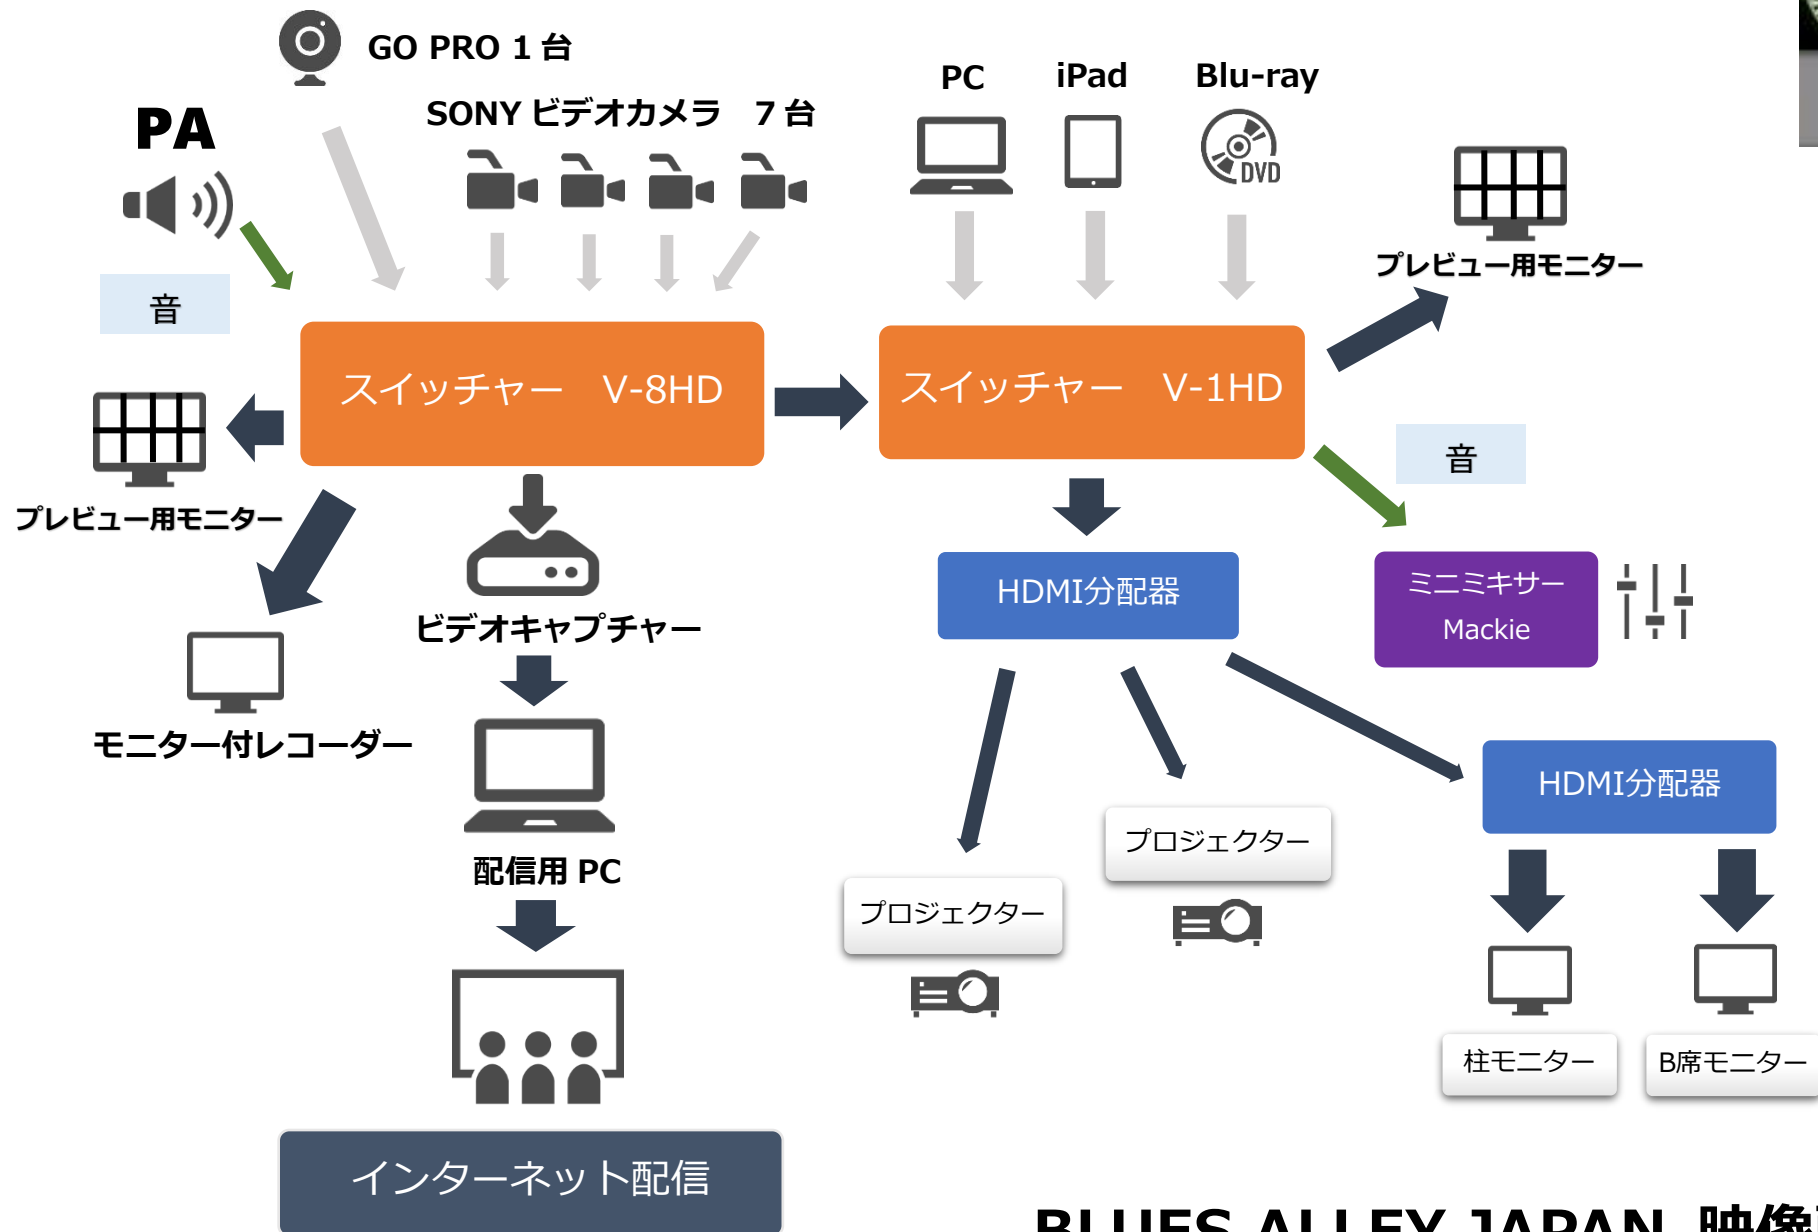 GO PRO 1 台
PA
SONY ビデオカメラ　7 台
PC
iPad
Blu-ray
DVD
プレビュー用モニター
音
スイッチャー　V-8HD
スイッチャー　V-1HD
音
プレビュー用モニター
HDMI分配器
ミニミキサー
Mackie
ビデオキャプチャー
モニター付レコーダー
HDMI分配器
プロジェクター
配信用 PC
プロジェクター
柱モニター
B席モニター
インターネット配信
BLUES ALLEY JAPAN 映像